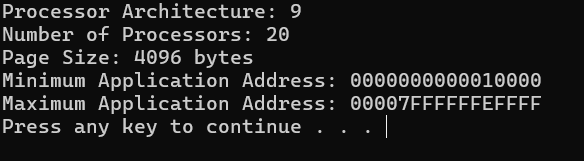 Processor Architecture: 9
Number of Processors: 20
Page Size: 4096 bytes
Minimum Application Address: 0000000000010000
Maximum Application Address: 00007FFFFFFEFFFF
Press any key to continue . . .